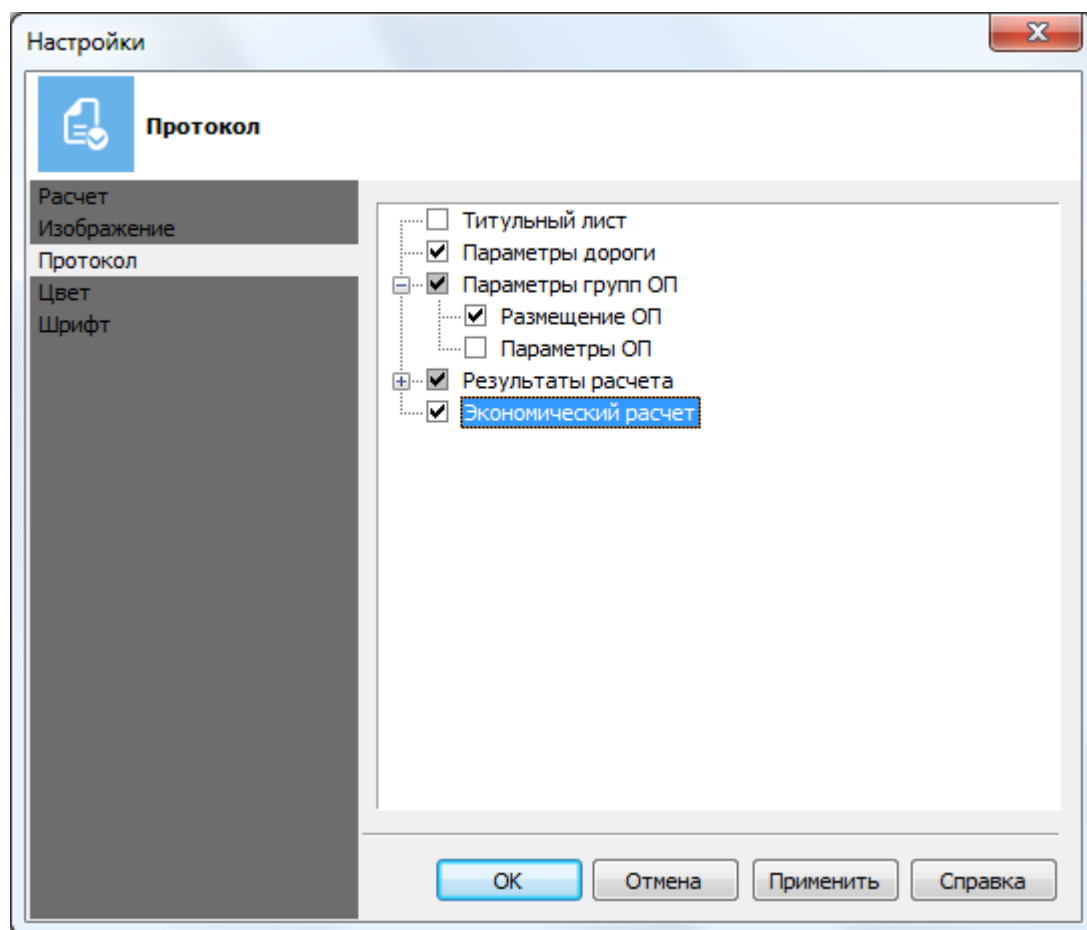 Настройки
Протокол
Расчет
Изображение
Протокол
Цвет
Шрифт
Титульный лист
Параметры дороги
Параметры групп ОП
Размещение ОП
Параметры ОП
Результаты расчета
Экономический расчет
ОК
Отмена
Применить
Справка